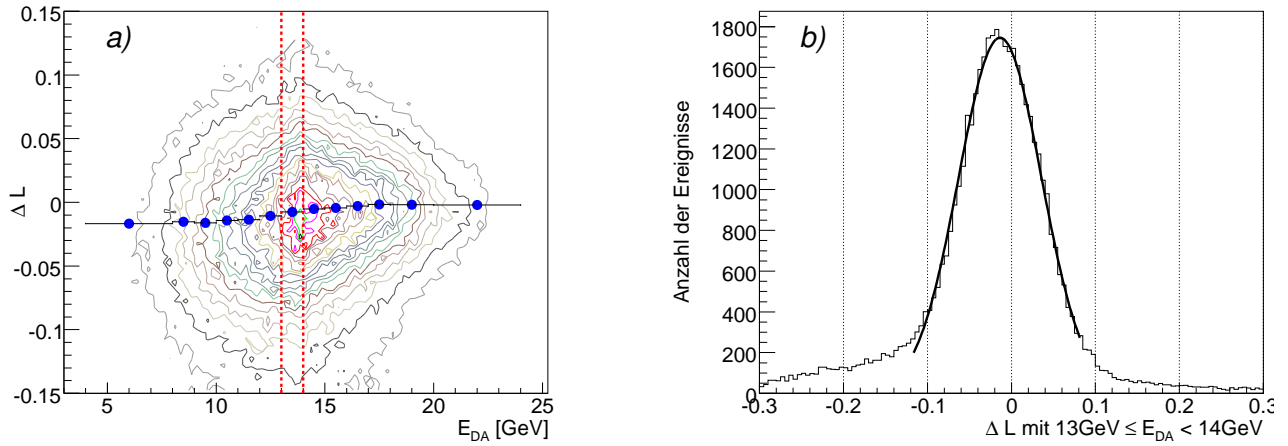 a)
0.15
0.1
0.05
0
-0.05
-0.1
-0.15
Δ L
5 10 15 20 25
E_DA [GeV]
b)
1800
1600
1400
1200
1000
800
600
400
200
0
Anzahl der Ereignisse
-0.3 -0.2 -0.1 0 0.1 0.2 0.3
Δ L mit 13GeV ≤ E_DA < 14GeV